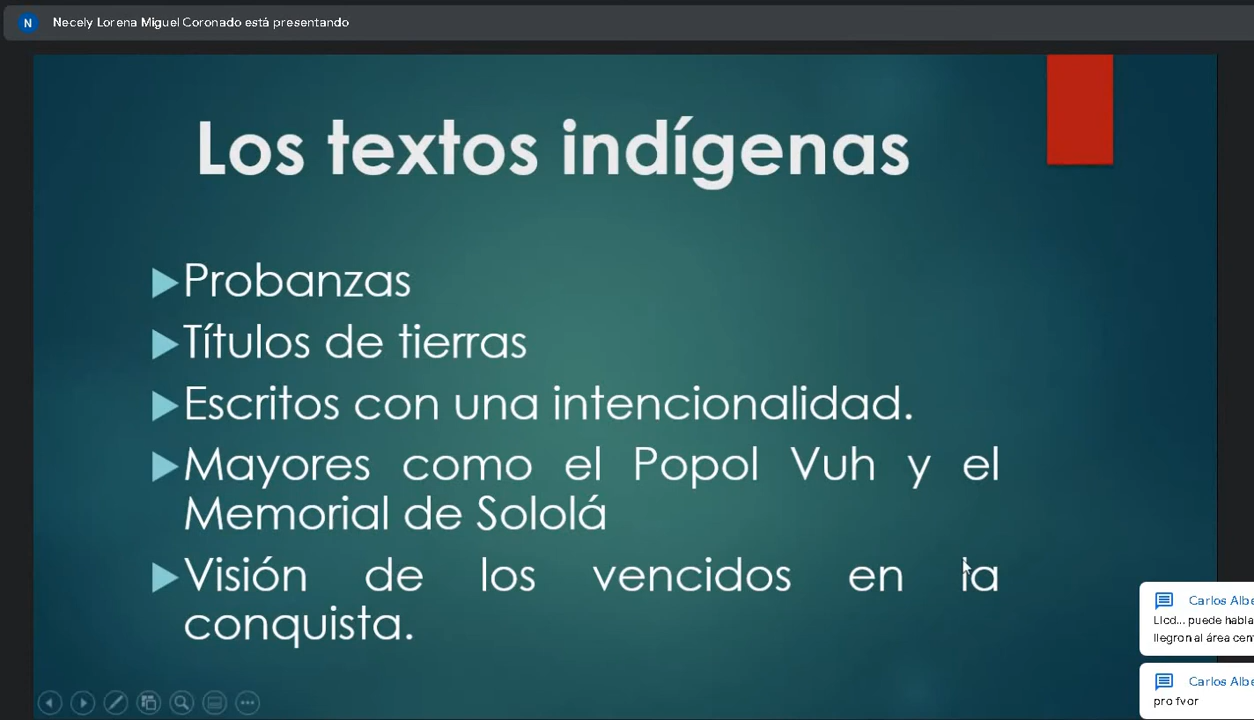 N
Necely Lorena Miguel Coronado está presentando
Los textos indígenas
Probanzas
Títulos de tierras
Escritos con una intencionalidad.
Mayores como el Popol Vuh y el
Memorial de Sololá
Visión de los vencidos en la
conquista.
Carlos Albe
LIcd... puede habla
llegron al área cen
Carlos Albe
pro fvor